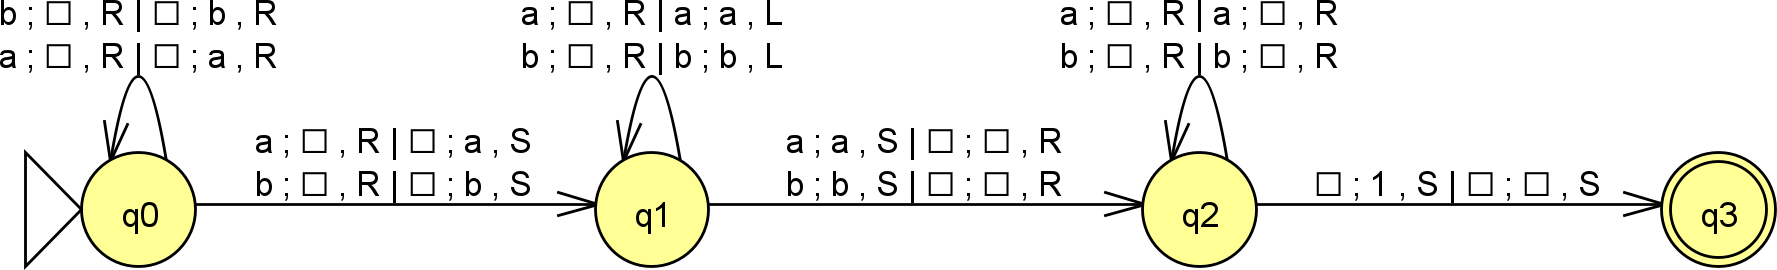 b ; □ , R | □ ; b , R
a ; □ , R | □ ; a , R
a ; □ , R | a ; a , L
b ; □ , R | b ; b , L
a ; □ , R | a ; □ , R
b ; □ , R | b ; □ , R
a ; □ , R | □ ; a , S
b ; □ , R | □ ; b , S
a ; a , S | □ ; □ , R
b ; b , S | □ ; □ , R
□ ; 1 , S | □ ; □ , S
q0
q1
q2
q3